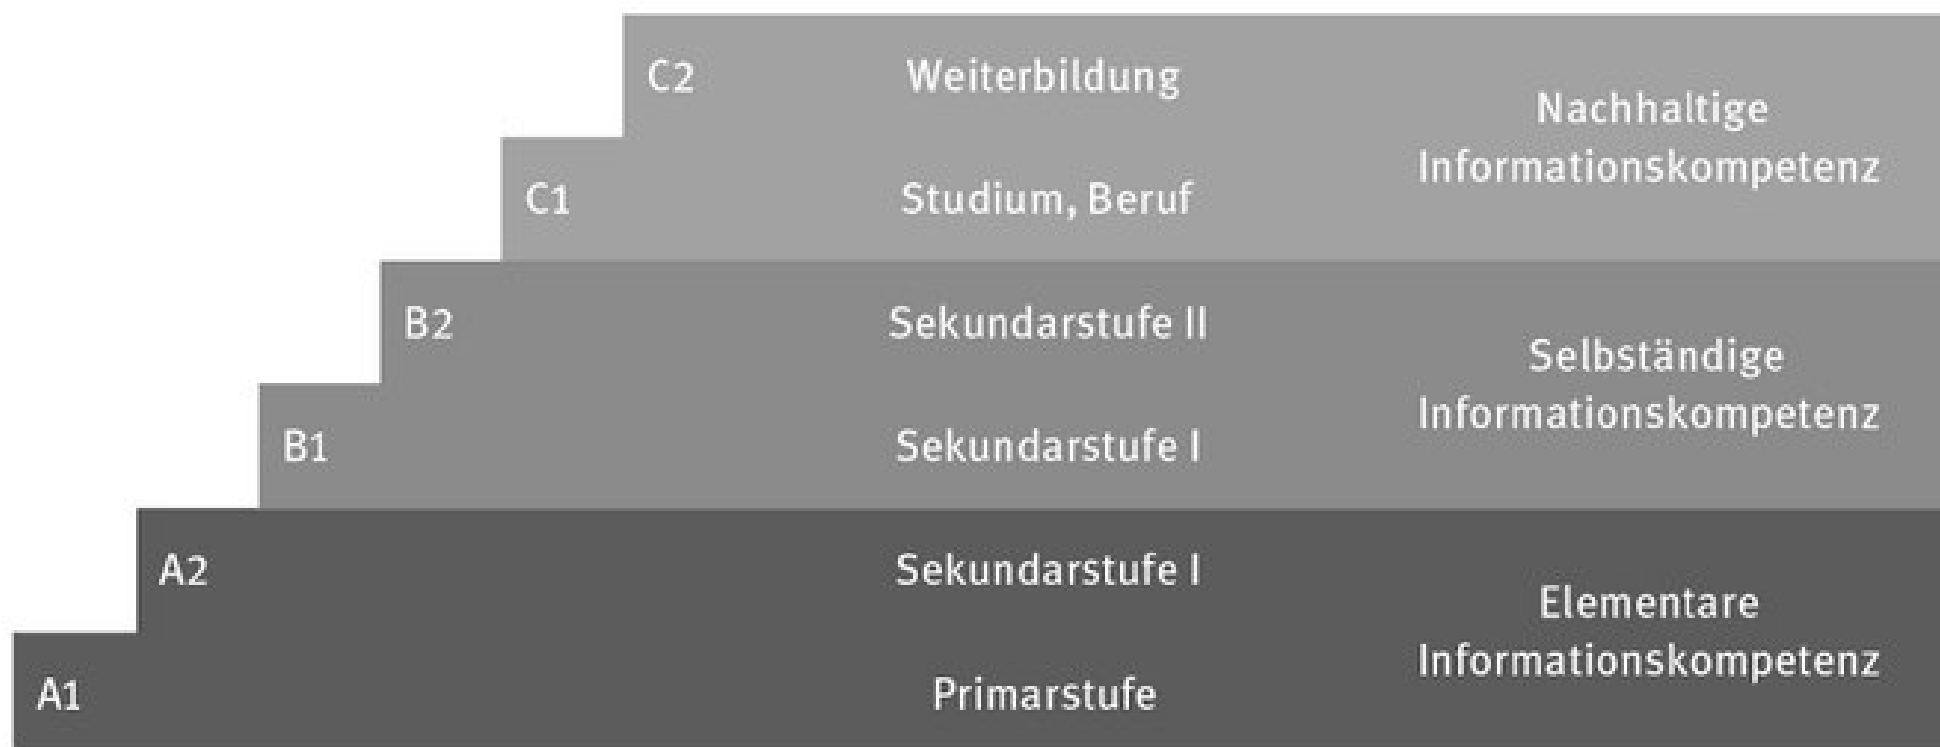 C2 Weiterbildung
Nachhaltige
Informationskompetenz
C1 Studium, Beruf
B2 Sekundarstufe II
Selbständige
Informationskompetenz
B1 Sekundarstufe I
A2 Sekundarstufe I
Elementare
Informationskompetenz
A1 Primarstufe